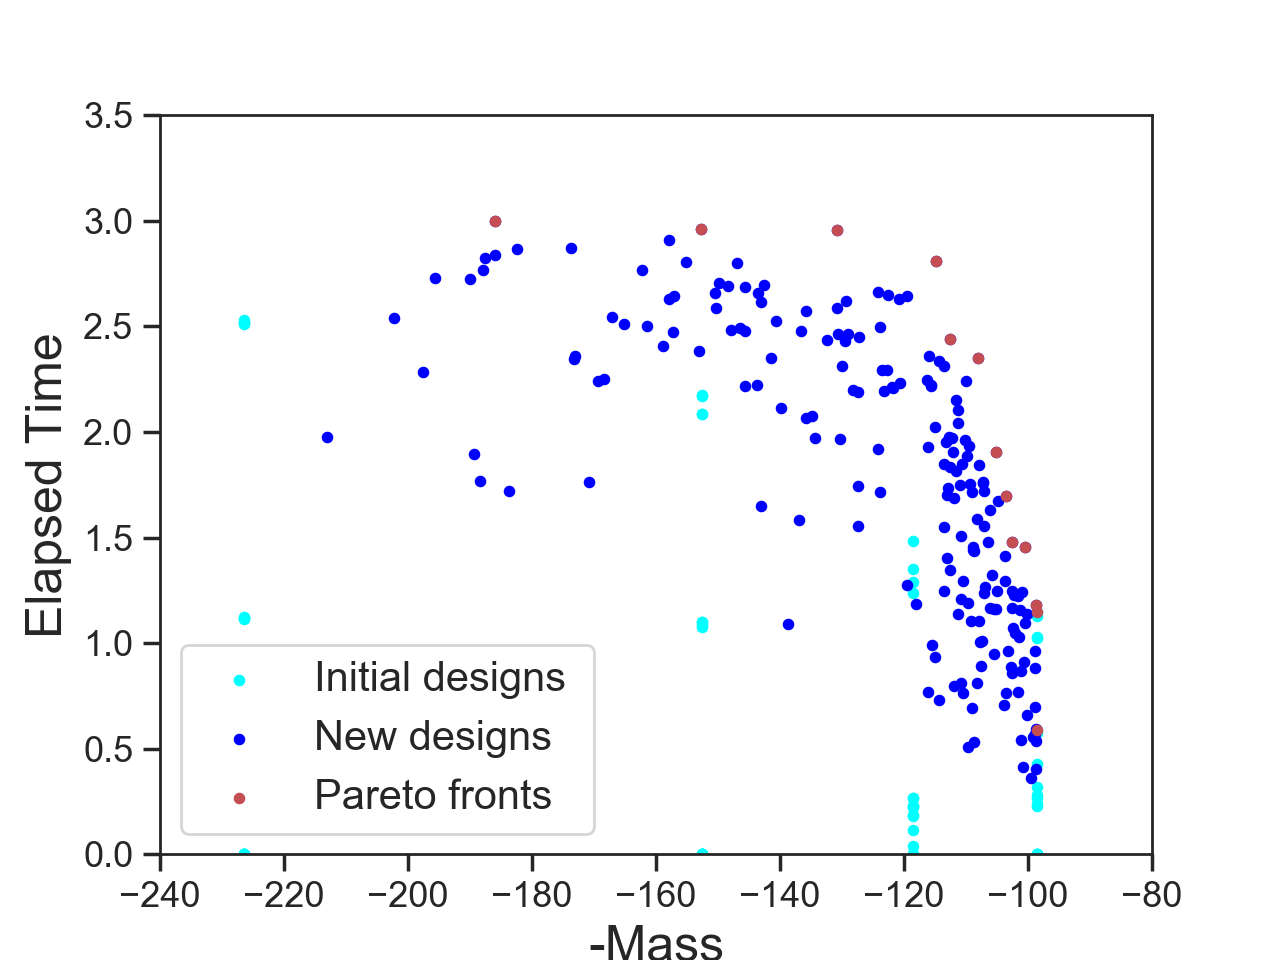 3.5
3.0
2.5
2.0
1.5
1.0
0.5
0.0
Elapsed Time
Initial designs
New designs
Pareto fronts
−240 −220 −200 −180 −160 −140 −120 −100 −80
-Mass